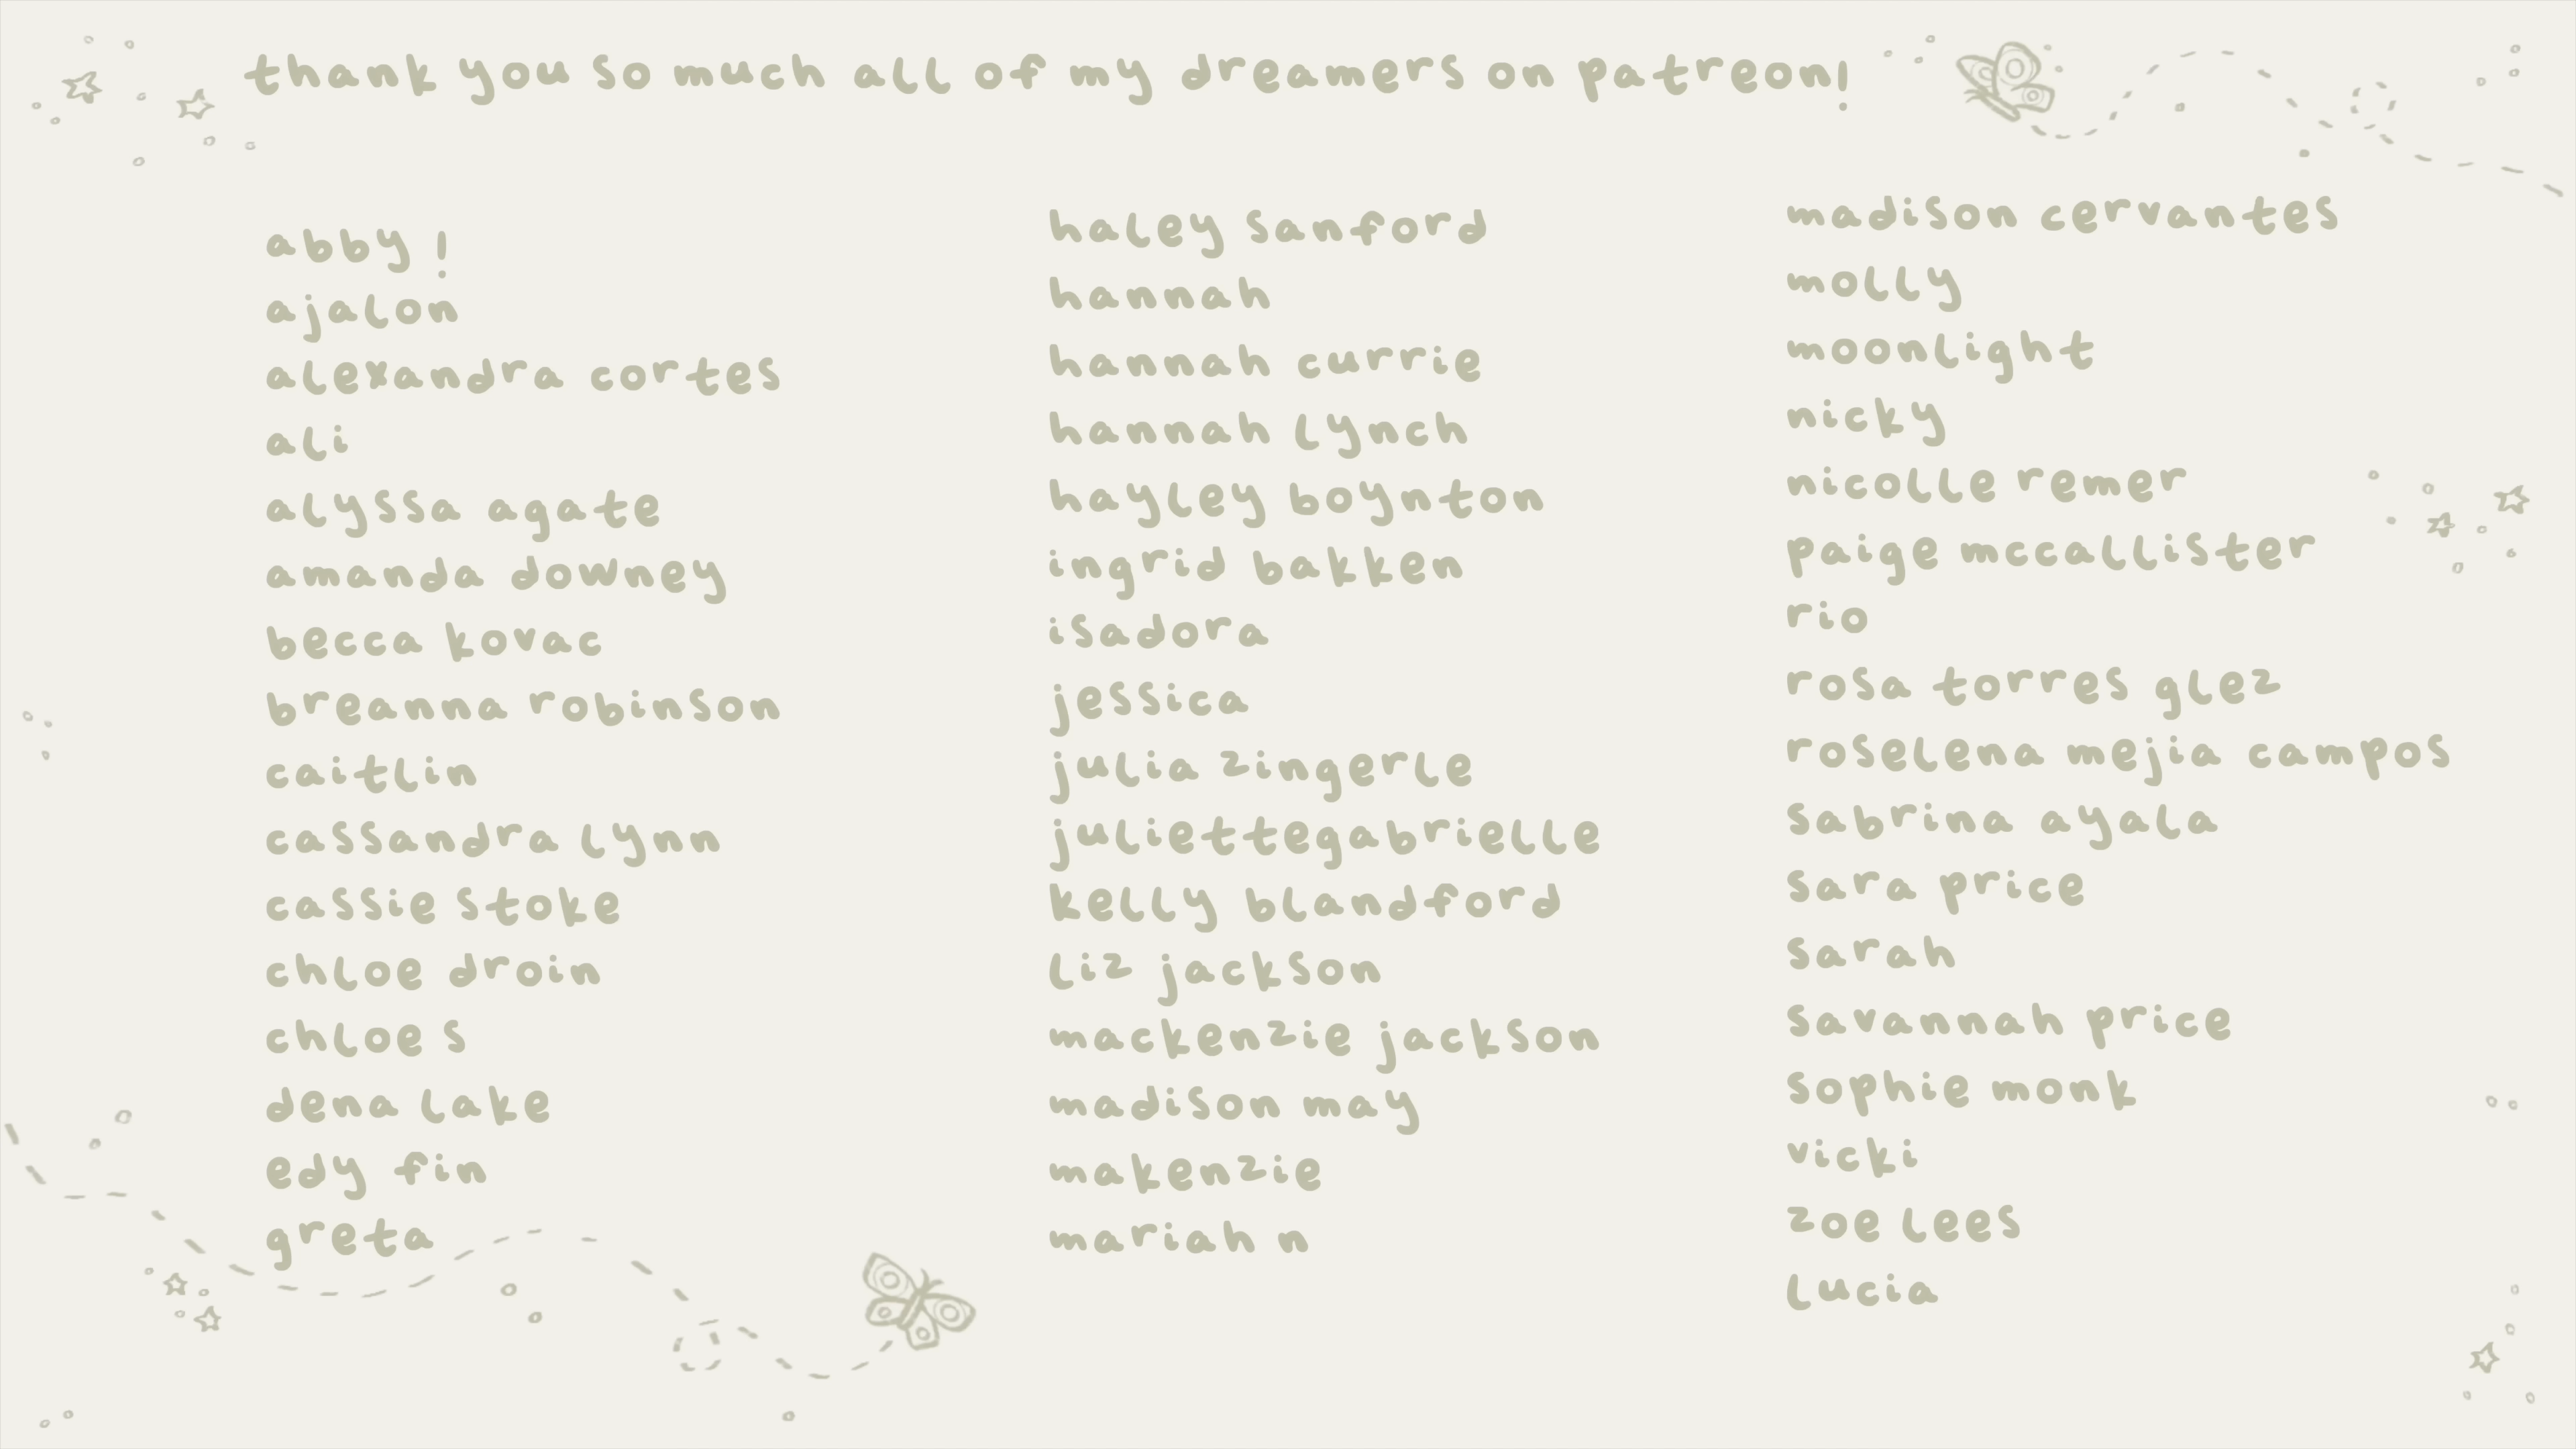 thank you so much all of my dreamers on patreon!
abby !
ajalon
alexandra cortes
ali
alyssa agate
amanda downey
becca kovac
breanna robinson
caitlin
cassandra lynn
cassie stoke
chloe droin
chloe s
dena lake
edy fin
greta
haley sanford
hannah
hannah currie
hannah lynch
hayley boynton
ingrid bakken
isadora
jessica
julia zingerle
juliettegabrielle
kelly blandford
liz jackson
mackenzie jackson
madison may
makenzie
mariah n
madison cervantes
molly
moonlight
nicky
nicolle remer
paige mccallister
rio
rosa torres glez
roselena mejia campos
sabrina ayala
sara price
sarah
savannah price
sophie monk
vicki
zoe lees
lucia